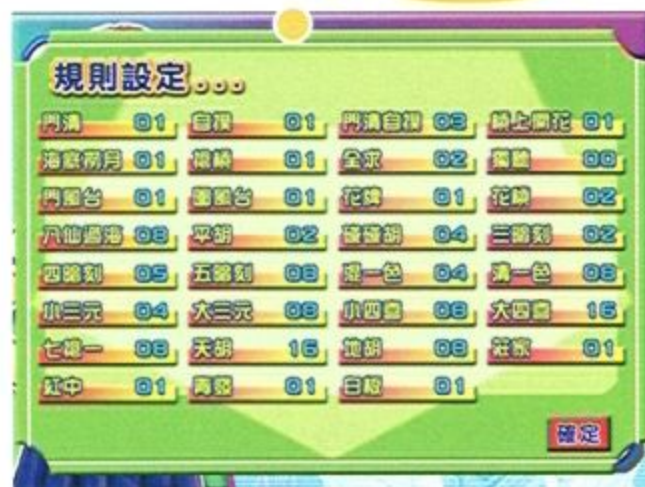 規則設定...
門清 01 自摸 01 門清自摸 03 槓上開花 01
海底撈月 01 搶槓 01 全求 02 獨聽 00
門風台 01 圈風台 01 花牌 01 花槓 02
八仙過海 08 平胡 02 碰碰胡 04 三暗刻 02
四暗刻 05 五暗刻 08 混一色 04 清一色 08
小三元 04 大三元 08 小四喜 08 大四喜 16
七搶一 08 天胡 16 地胡 08 莊家 01
紅中 01 青發 01 白板 01
確定